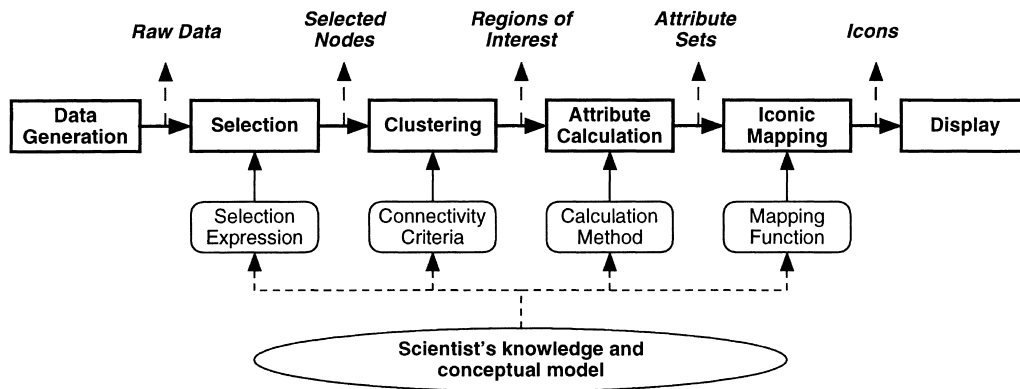 Raw Data
Selected
Nodes
Regions of
Interest
Attribute
Sets
Icons
Data
Generation
Selection
Clustering
Attribute
Calculation
Iconic
Mapping
Display
Selection
Expression
Connectivity
Criteria
Calculation
Method
Mapping
Function
Scientist's knowledge and
conceptual model